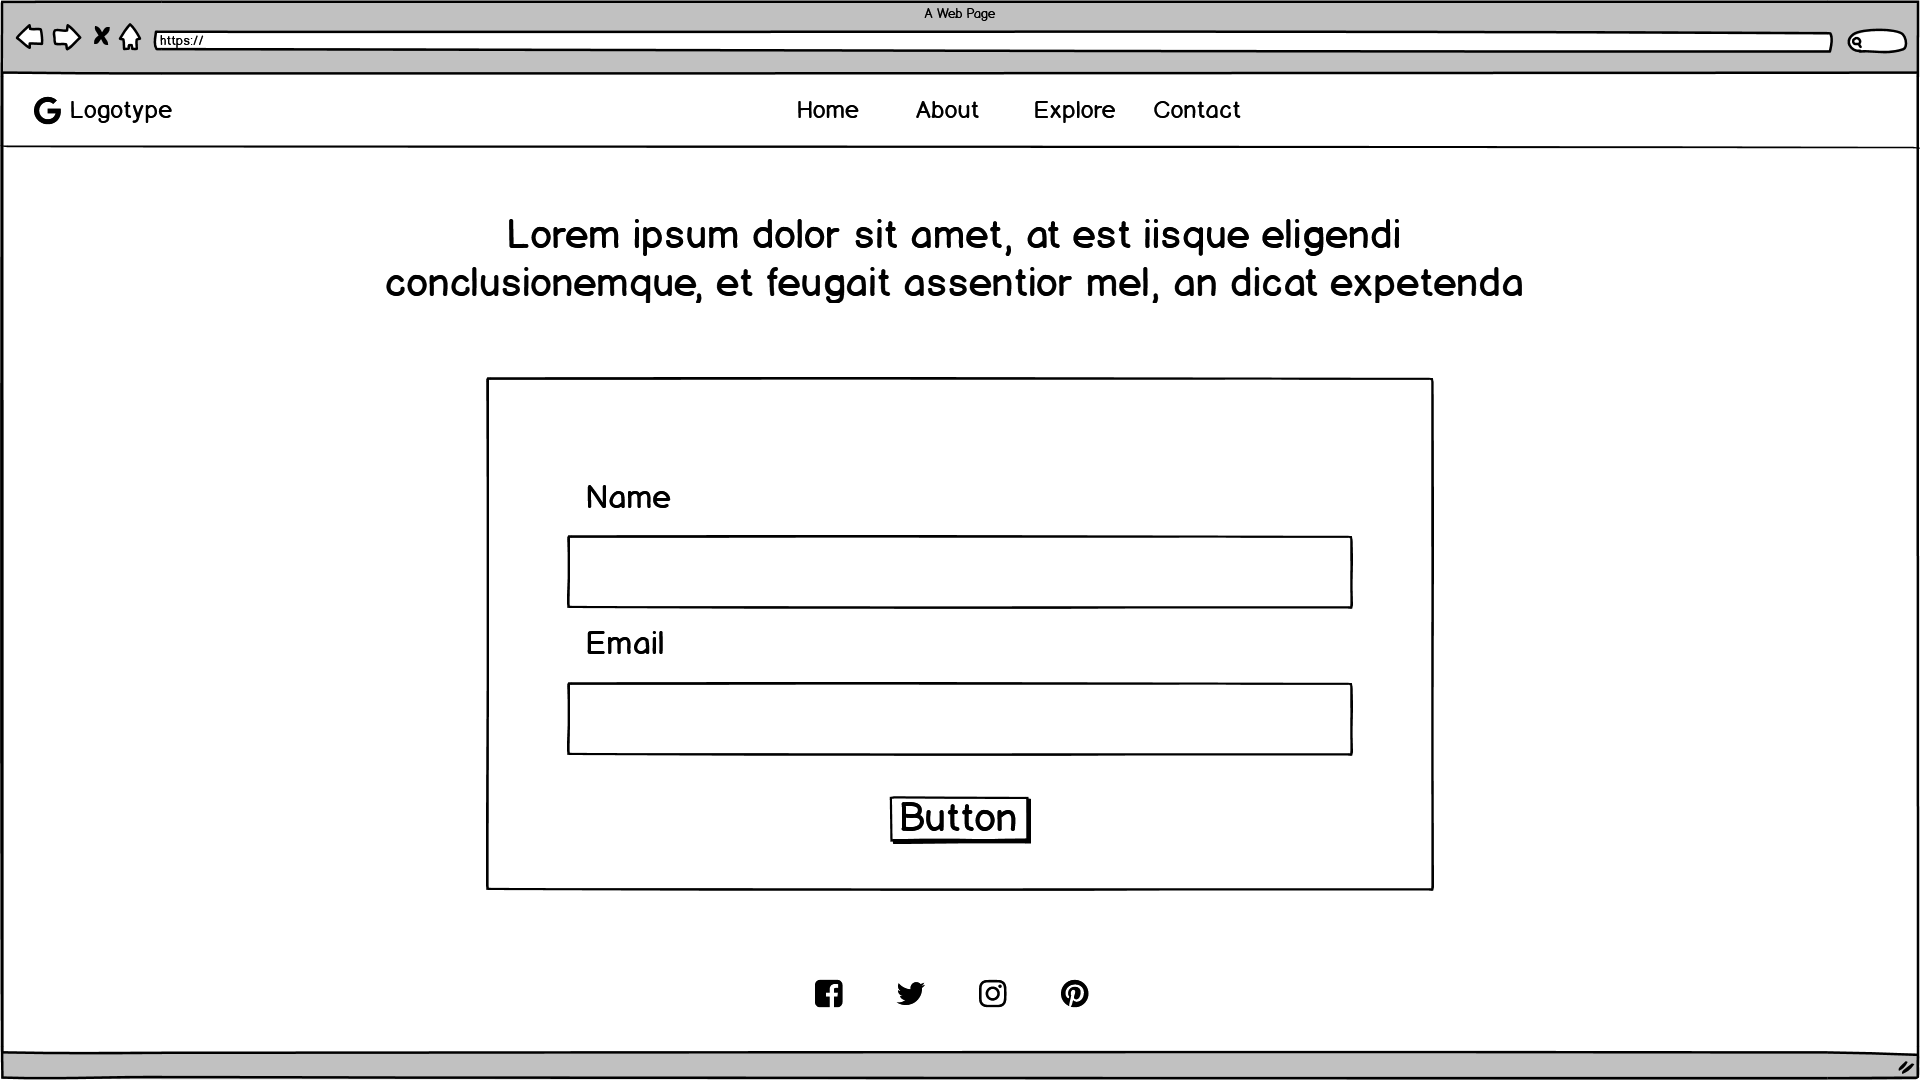 A Web Page
https://
Logotype Home About Explore Contact
Lorem ipsum dolor sit amet, at est iisque eligendi
conclusionemque, et feugait assentior mel, an dicat expetenda
Name
Email
Button